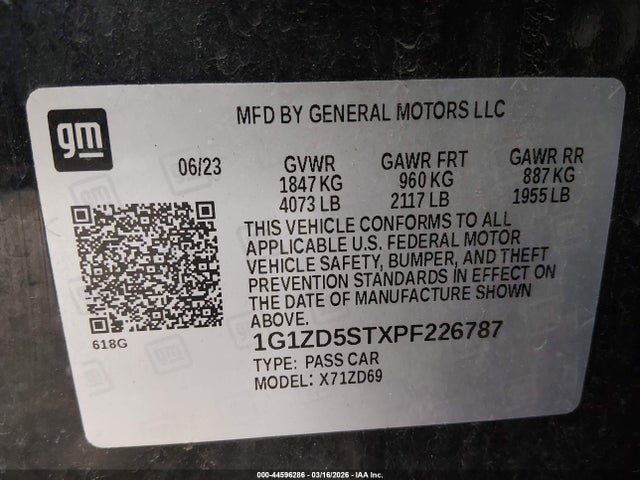 gm
MFD BY GENERAL MOTORS LLC
06/23 GVWR GAWR FRT GAWR RR
1847 KG 960 KG 887 KG
4073 LB 2117 LB 1955 LB
THIS VEHICLE CONFORMS TO ALL
APPLICABLE U.S. FEDERAL MOTOR
VEHICLE SAFETY, BUMPER, AND THEFT
PREVENTION STANDARDS IN EFFECT ON
THE DATE OF MANUFACTURE SHOWN
ABOVE.
618G
1G1ZD5STXPF226787
TYPE: PASS CAR
MODEL: X71ZD69
000-44596286 - 03/16/2026 - IAA Inc.